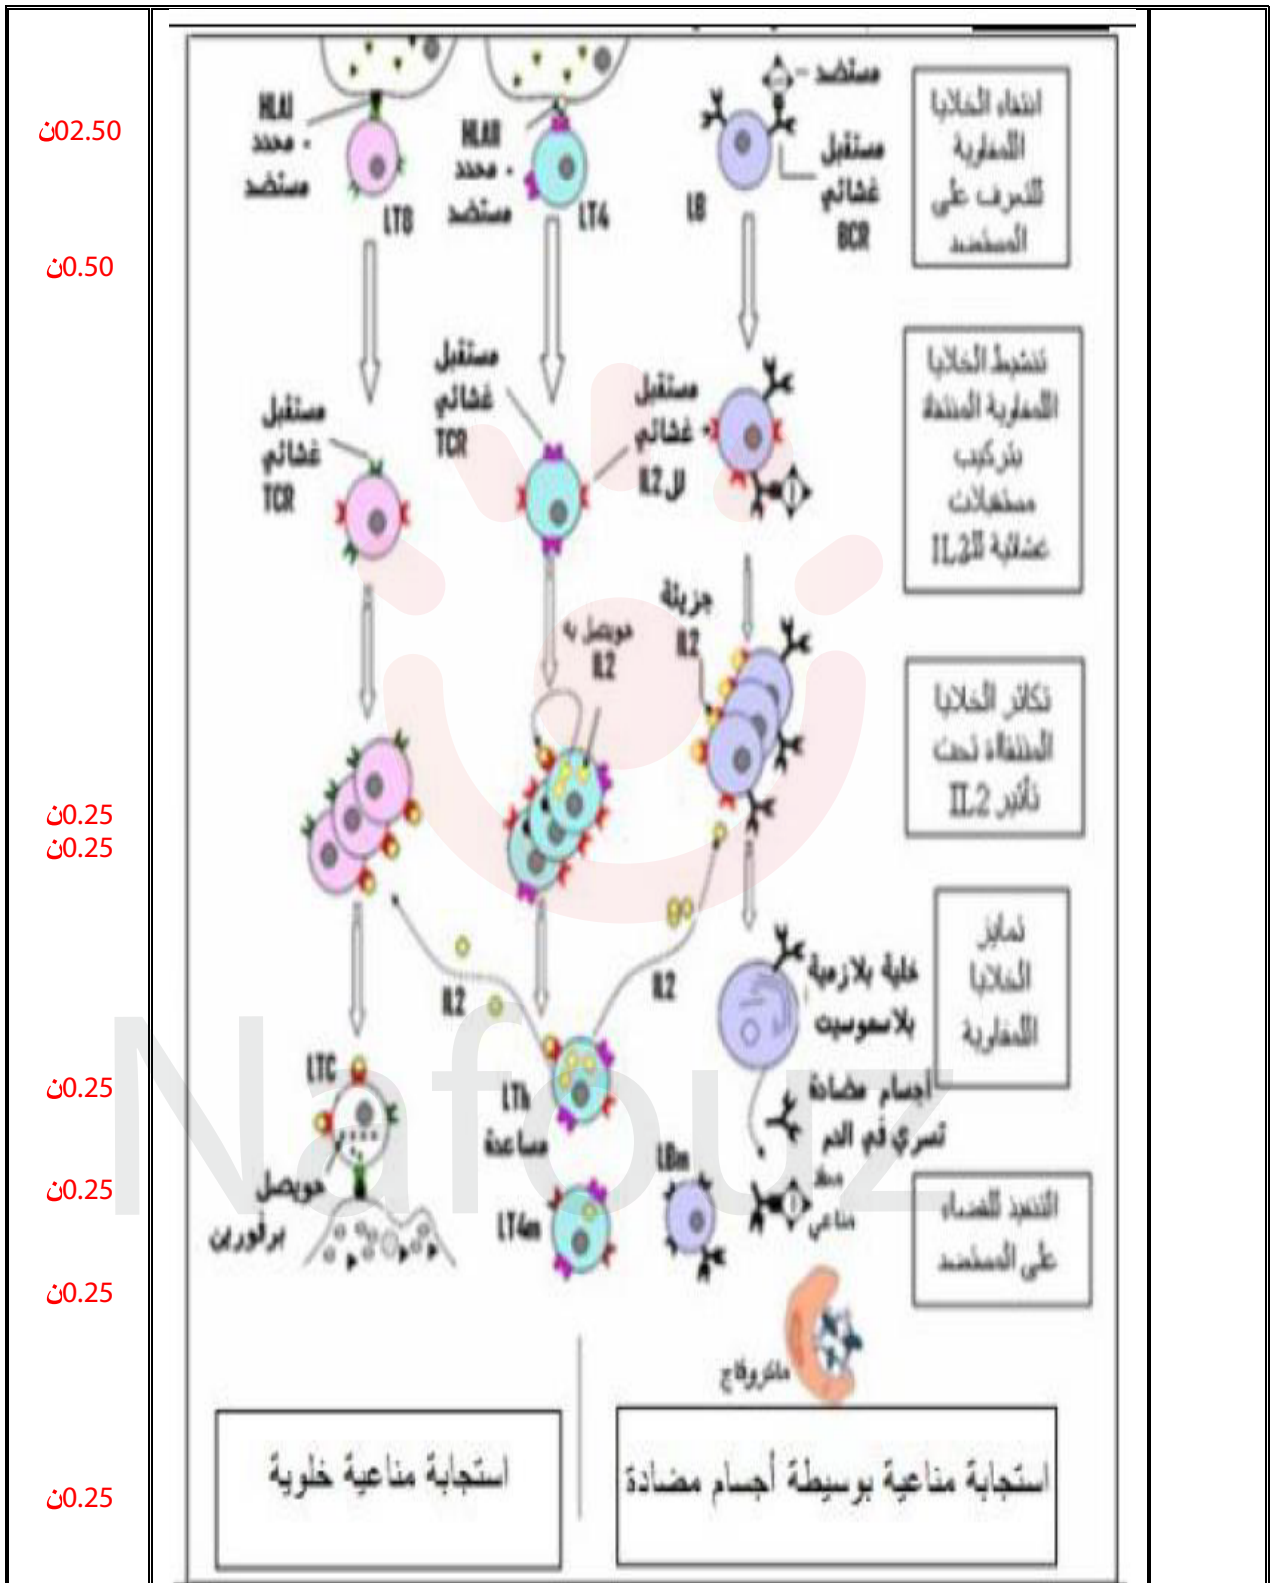 02.50ن
0.50ن
0.25ن
0.25ن
0.25ن
0.25ن
0.25ن
0.25ن
HLAI
- محدد
مستضد
LT8
HLAII
- محدد
مستضد
LT4
مستضد
LB
مستقبل
غشائي
BCR
انتقاء الخلايا
اللمفاوية
للتعرف على
المستضد
مستقبل
غشائي
TCR
مستقبل
غشائي
TCR
مستقبل
غشائي
لل IL2
تنشيط الخلايا
اللمفاوية المنتقاة
بتركيب
مستقبلات
غشائية للIL2
حويصل به
IL2
جزيئة
IL2
تكاثر الخلايا
المنتقاة تحت
تأثير IL2
IL2
IL2
خلية بلازمية
بلاسموسيت
تمايز
الخلايا
اللمفاوية
LTC
حويصل
برفورين
LTh
مساعدة
LT4m
LBm
أجسام مضادة
تسري في الدم
معقد
مناعي
التنفيذ للقضاء
على المستضد
ماكروفاج
استجابة مناعية خلوية
استجابة مناعية بوسيطة أجسام مضادة
Nafouz